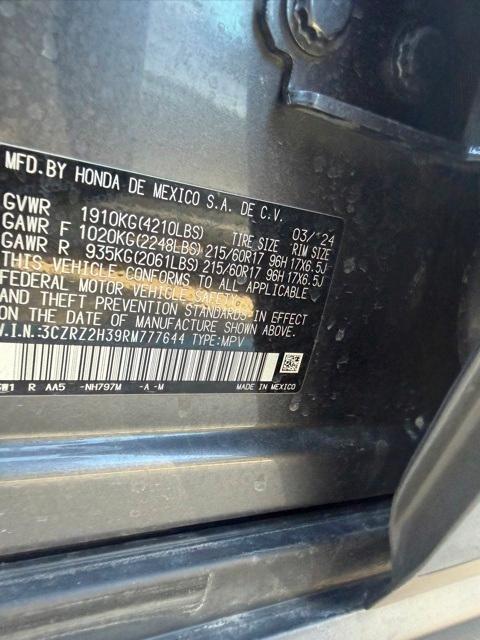 MFD.BY HONDA DE MEXICO S.A. DE C.V.
GVWR 1910KG(4210LBS) TIRE SIZE 03/24 RIM SIZE
GAWR F 1020KG(2248LBS) 215/60R17 96H 17X6.5J
GAWR R 935KG(2061LBS) 215/60R17 96H 17X6.5J
THIS VEHICLE CONFORMS TO ALL APPLICABLE
FEDERAL MOTOR VEHICLE SAFETY
AND THEFT PREVENTION STANDARDS IN EFFECT
ON THE DATE OF MANUFACTURE SHOWN ABOVE.
V.I.N.:3CZRZ2H39RM777644 TYPE:MPV
R AA5 -NH797M -A -M MADE IN MEXICO